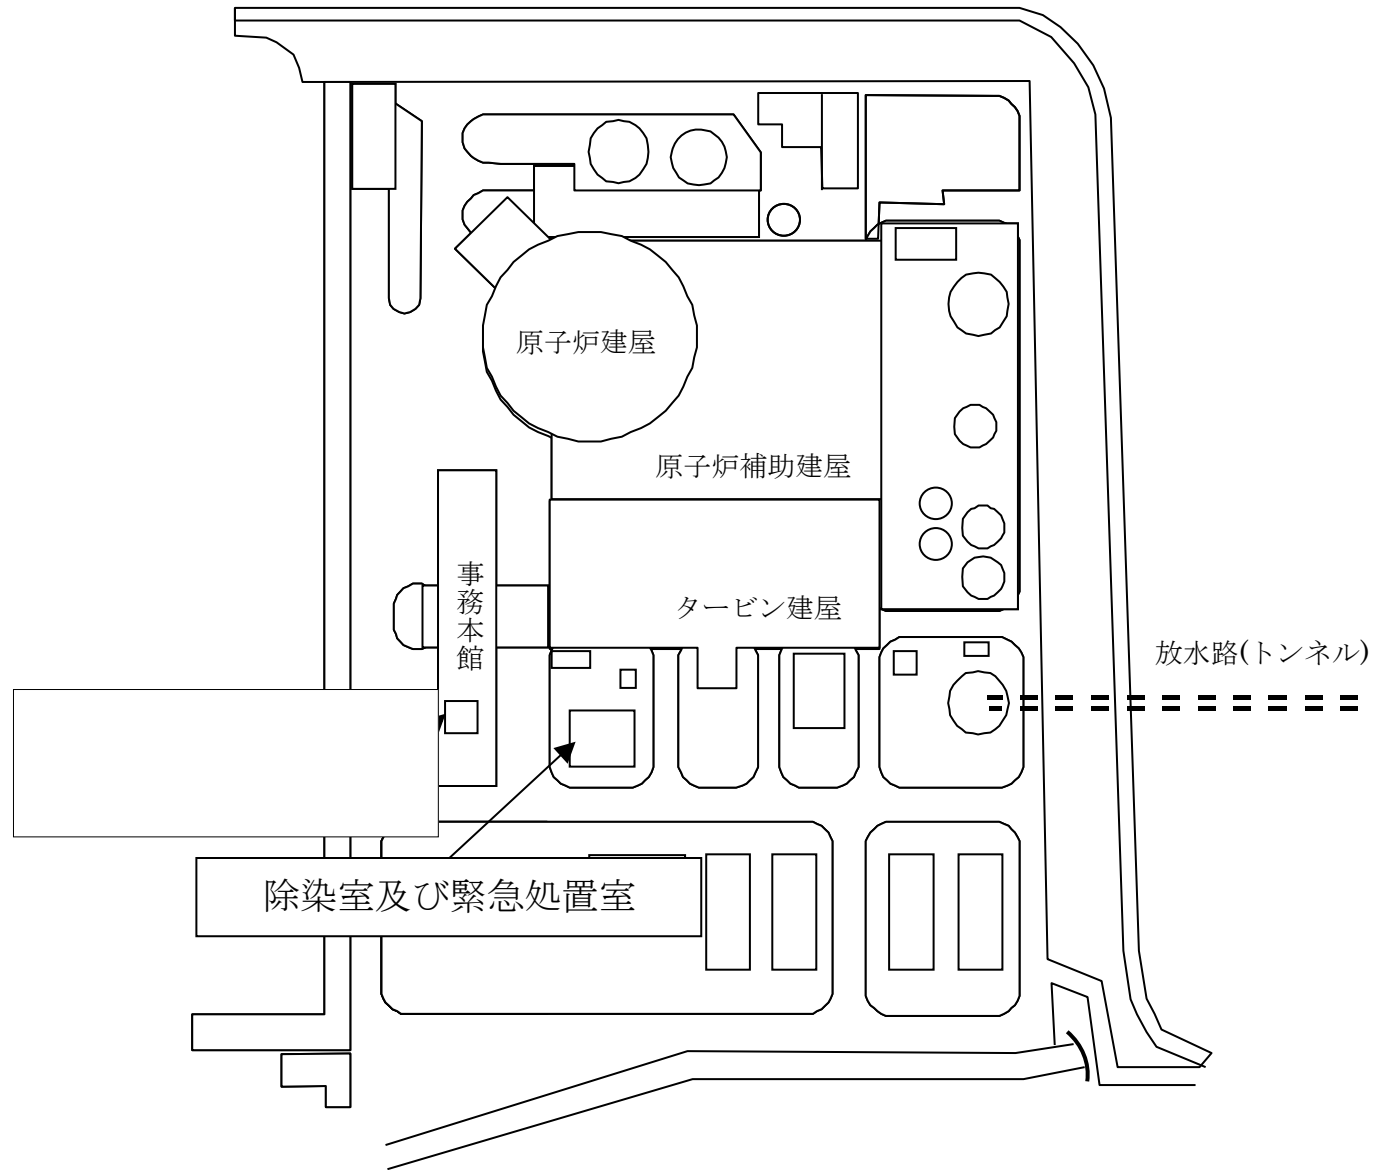 原子炉建屋
原子炉補助建屋
事務本館
タービン建屋
放水路(トンネル)
除染室及び緊急処置室